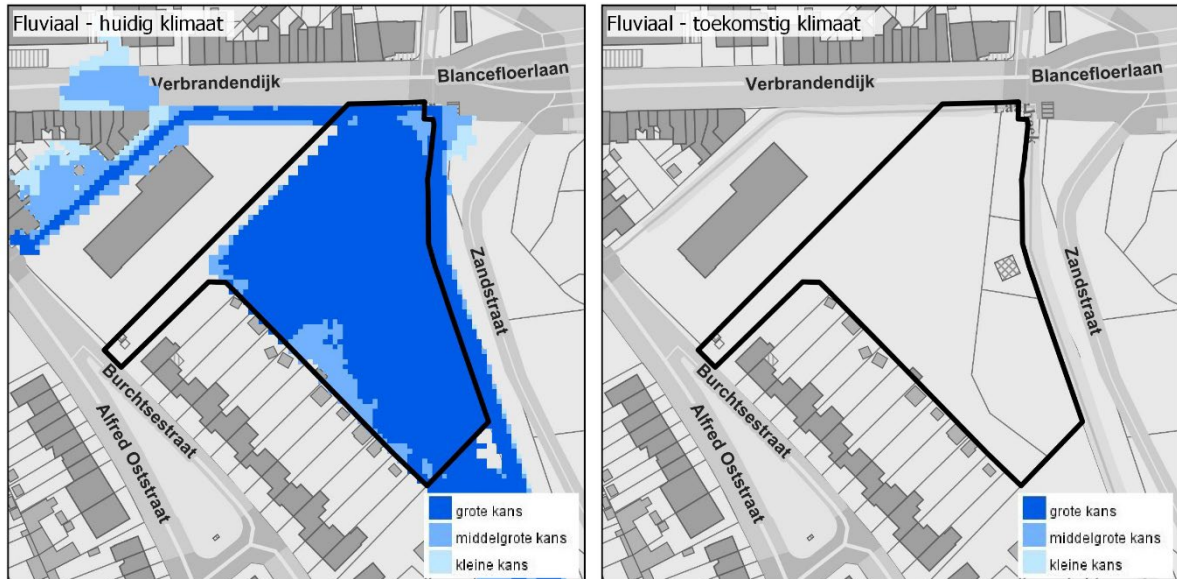 Fluviaal - huidig klimaat
Verbrandendijk
Blancefloerlaan
Zandstraat
Burchtsestraat
Alfred Oststraat
grote kans
middelgrote kans
kleine kans
Fluviaal - toekomstig klimaat
Verbrandendijk
Blancefloerlaan
Zandstraat
Burchtsestraat
Alfred Oststraat
grote kans
middelgrote kans
kleine kans